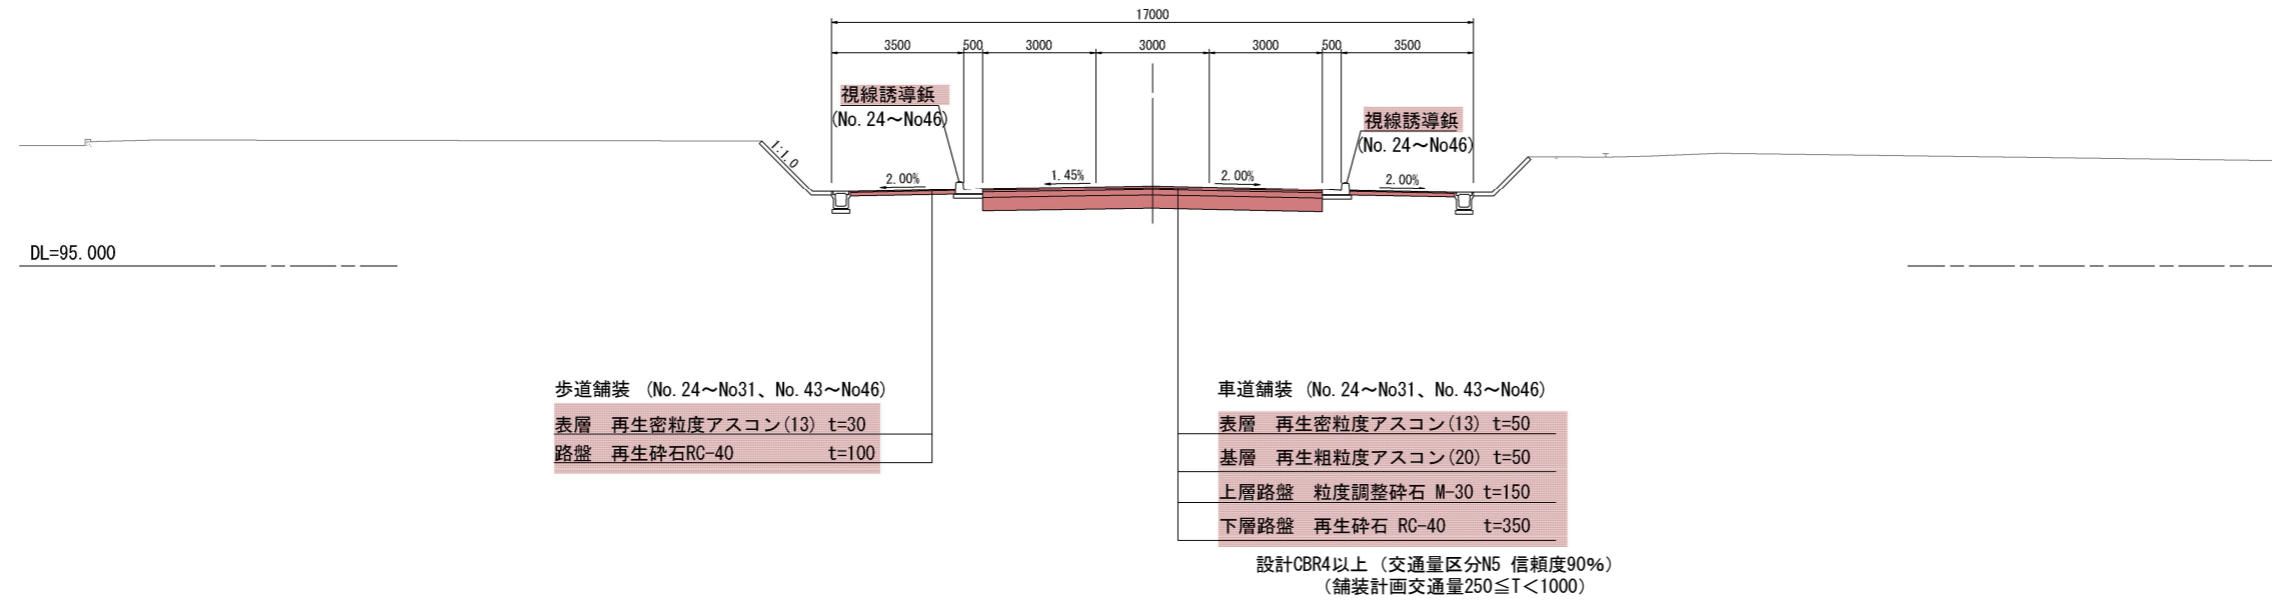 17000
3500 500 3000 3000 3000 500 3500
視線誘導鋲
(No. 24～No46)
視線誘導鋲
(No. 24～No46)
1:1.0
2.00% 1.45% 2.00% 2.00%
DL=95.000
歩道舗装 (No. 24～No31、No. 43～No46)
表層 再生密粒度アスコン(13) t=30
路盤 再生砕石RC-40 t=100
車道舗装 (No. 24～No31、No. 43～No46)
表層 再生密粒度アスコン(13) t=50
基層 再生粗粒度アスコン(20) t=50
上層路盤 粒度調整砕石 M-30 t=150
下層路盤 再生砕石 RC-40 t=350
設計CBR4以上 (交通量区分N5 信頼度90%)
(舗装計画交通量250≦T＜1000)